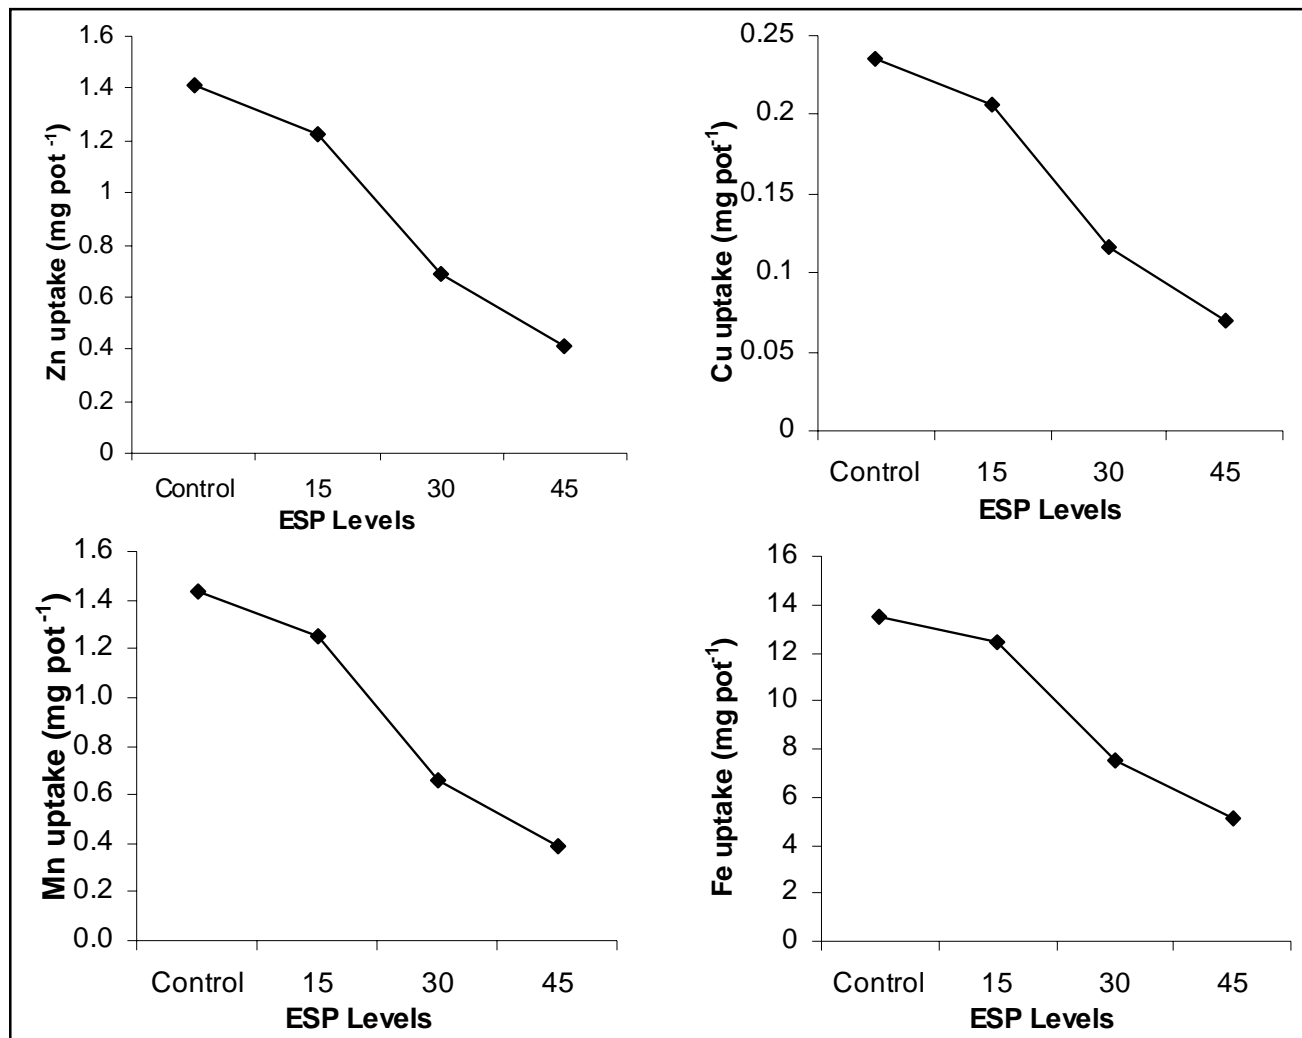 Zn uptake (mg pot ⁻¹)
1.6
1.4
1.2
1
0.8
0.6
0.4
0.2
0
Control 15 30 45
ESP Levels
Cu uptake (mg pot⁻¹)
0.25
0.2
0.15
0.1
0.05
0
Control 15 30 45
ESP Levels
Mn uptake (mg pot⁻¹)
1.6
1.4
1.2
1.0
0.8
0.6
0.4
0.2
0.0
Control 15 30 45
ESP Levels
Fe uptake (mg pot⁻¹)
16
14
12
10
8
6
4
2
0
Control 15 30 45
ESP Levels